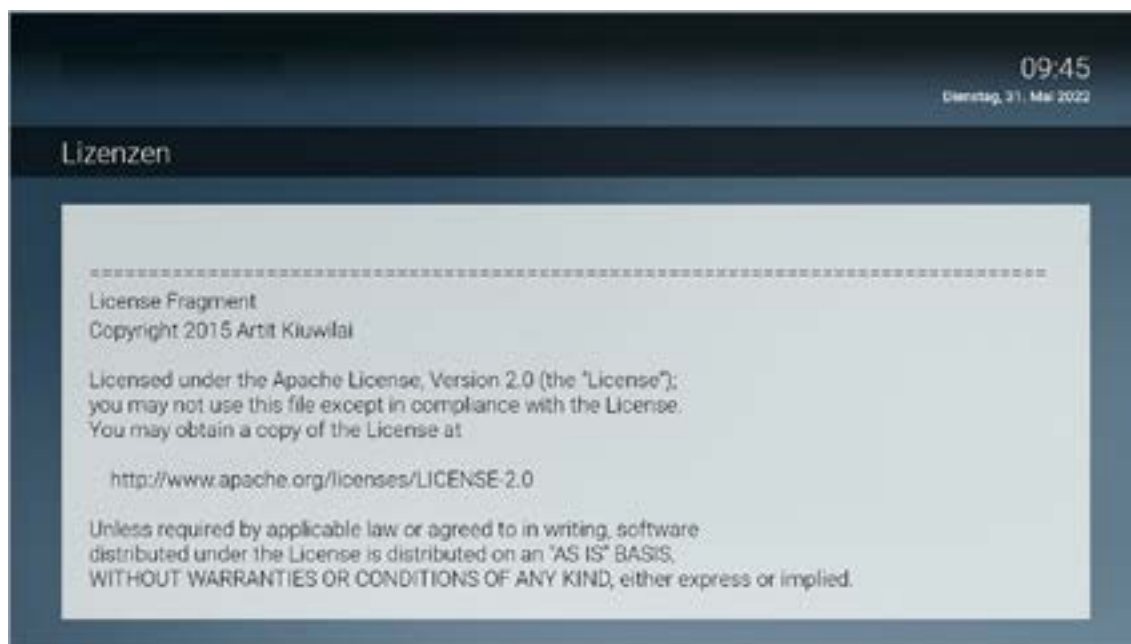 09:45
Dienstag, 31. Mai 2022
Lizenzen
================================================================================
License Fragment
Copyright 2015 Artit Kiuwilai
Licensed under the Apache License, Version 2.0 (the "License");
you may not use this file except in compliance with the License.
You may obtain a copy of the License at
http://www.apache.org/licenses/LICENSE-2.0
Unless required by applicable law or agreed to in writing, software
distributed under the License is distributed on an "AS IS" BASIS,
WITHOUT WARRANTIES OR CONDITIONS OF ANY KIND, either express or implied.